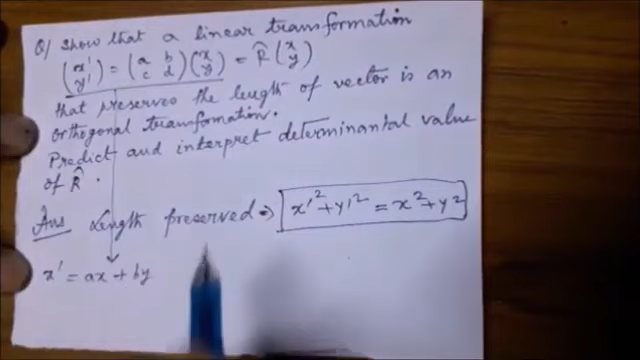 Q/ Show that a linear transformation
(x' y') = (a b c d)(x y) = R̂ (x y)
that preserves the length of vector is an
orthogonal transformation.
Predict and interpret determinantal value
of R̂.
Ans Length preserved ⇒ x'² + y'² = x² + y²
x' = ax + by